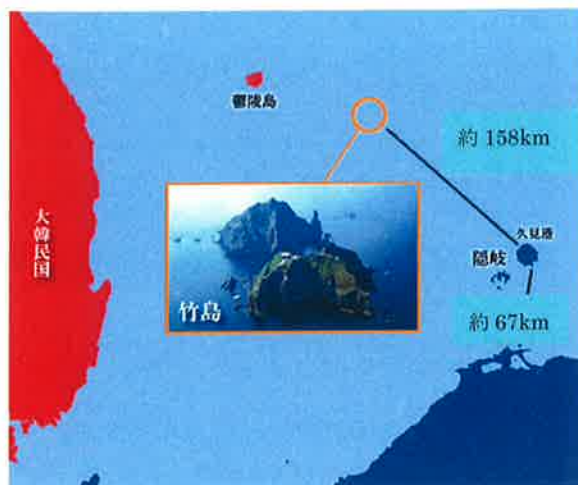 鬱陵島
約 158km
大韓民国
久見港
隠岐
竹島
約 67km